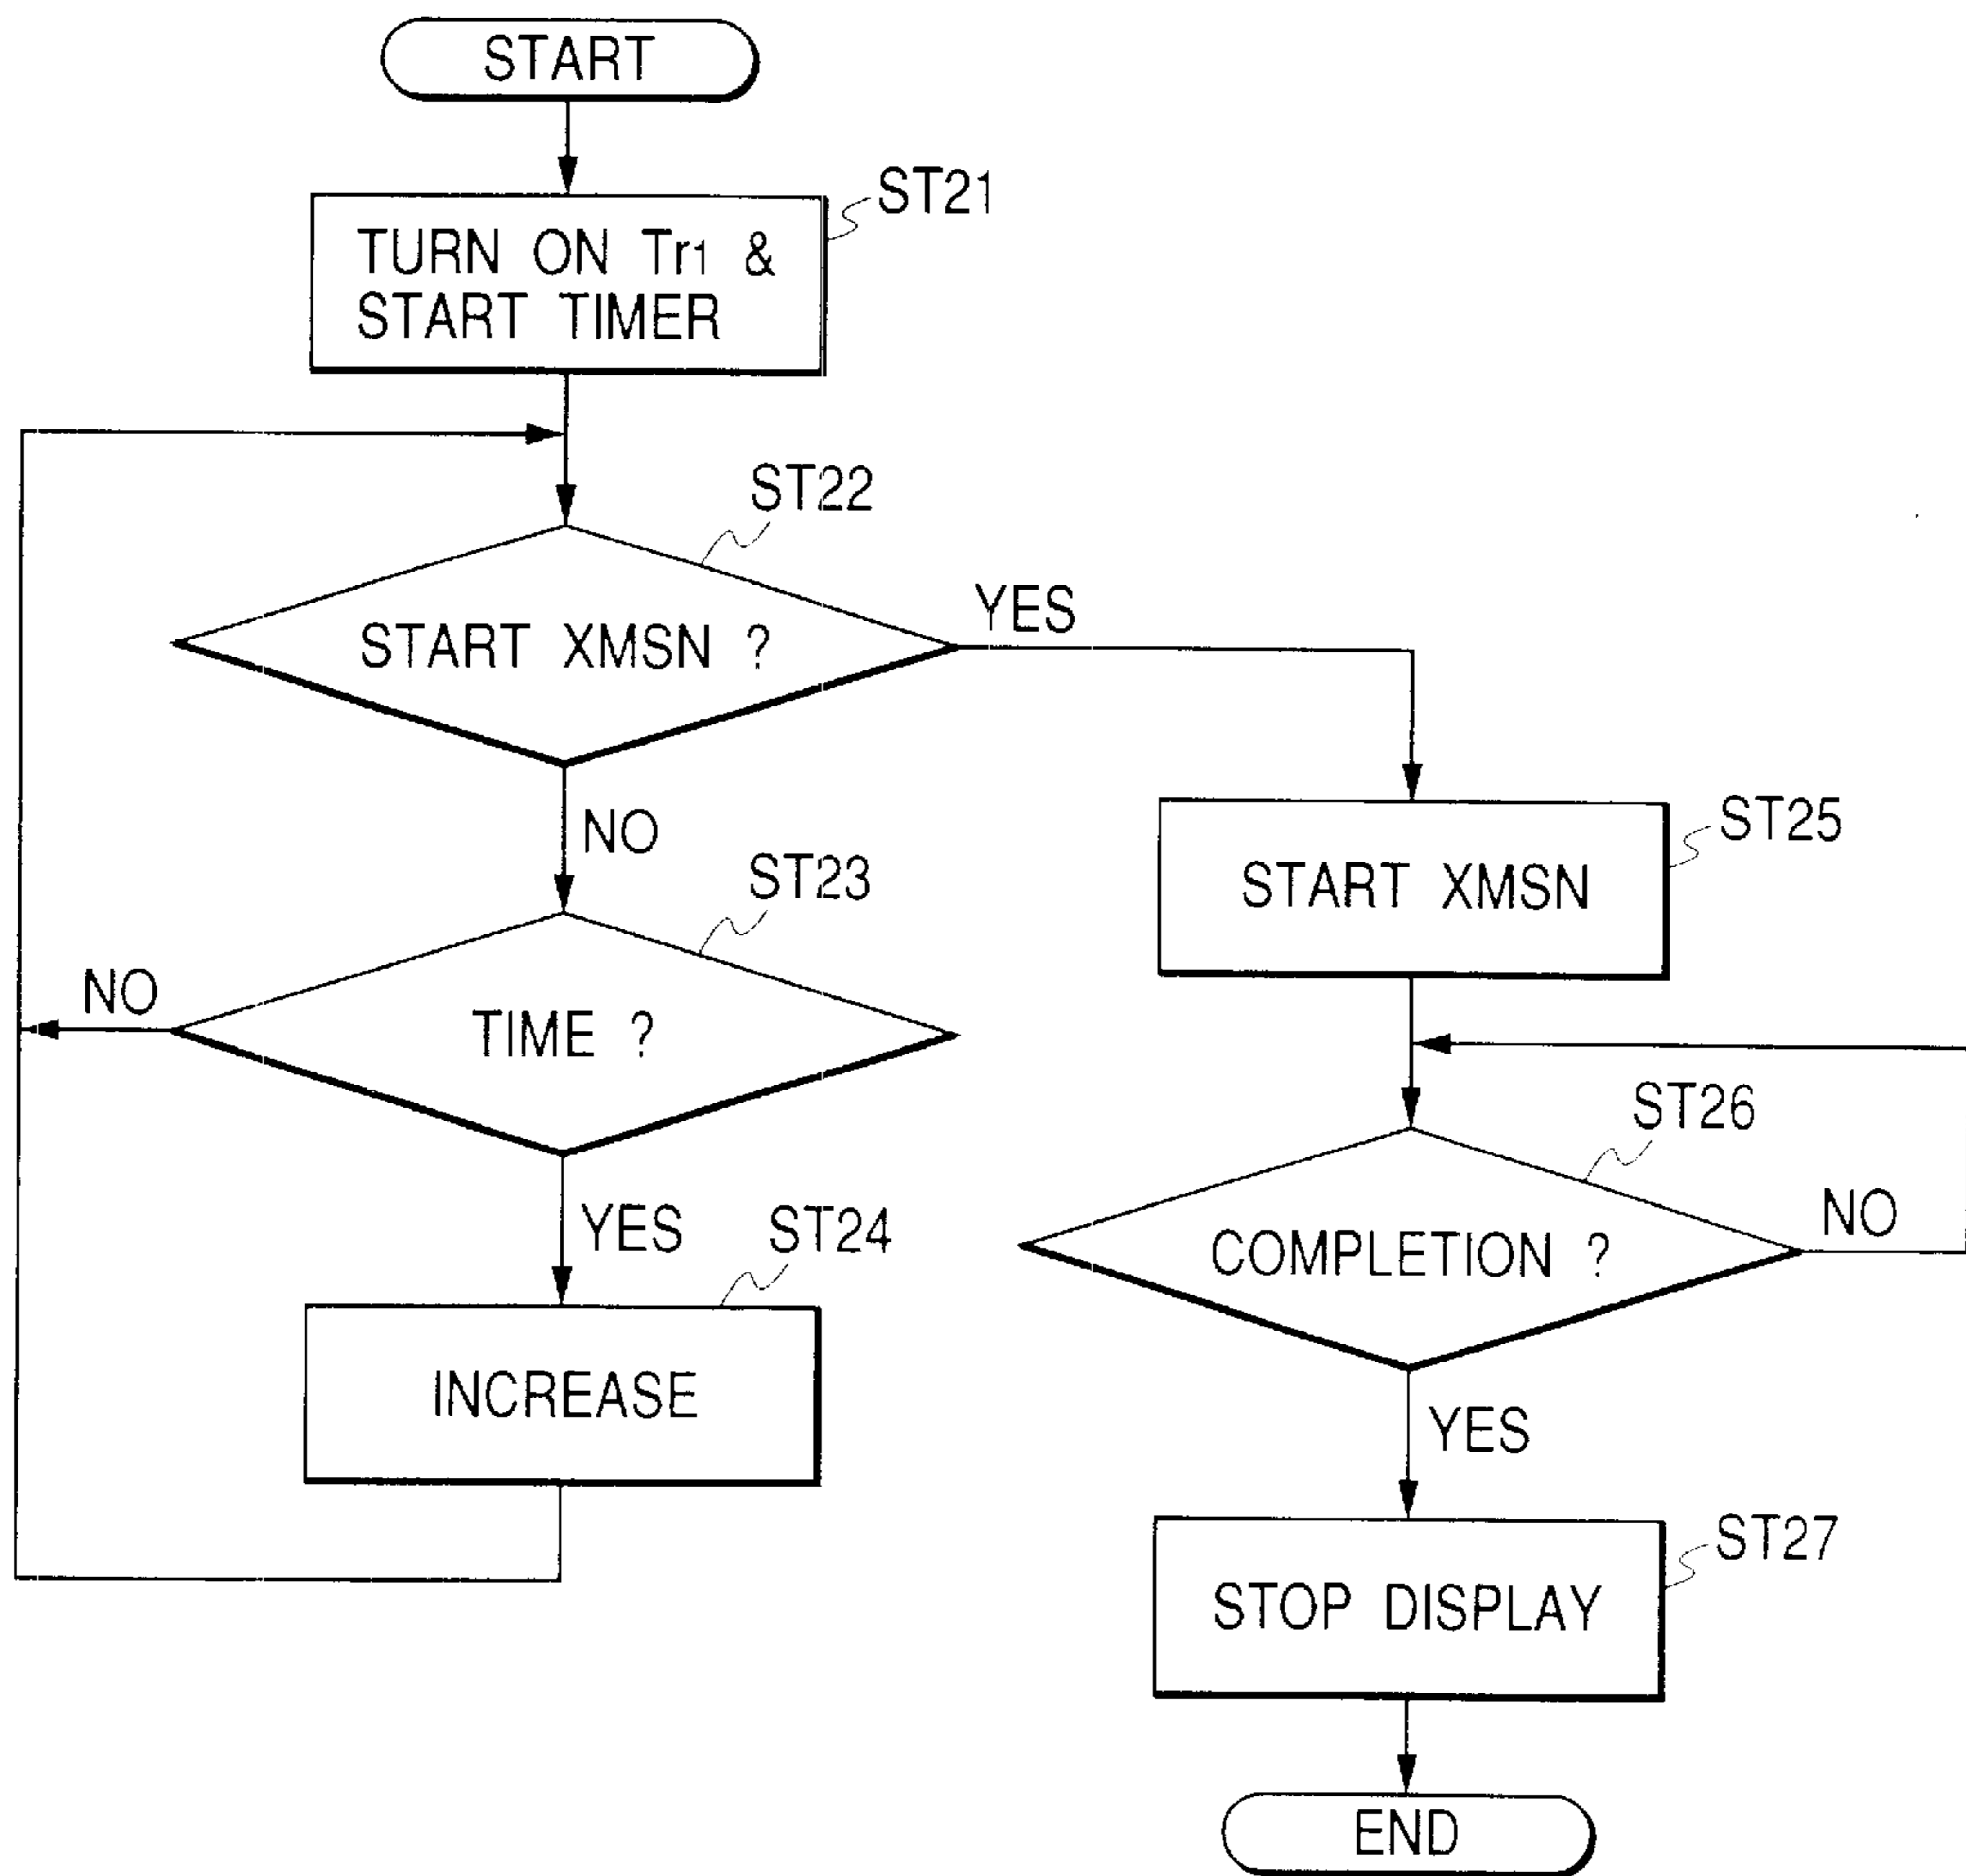 START
ST21
TURN ON Tr1 &
START TIMER
ST22
START XMSN ?
YES
NO
ST23
TIME ?
NO
YES
ST24
INCREASE
ST25
START XMSN
ST26
COMPLETION ?
NO
YES
ST27
STOP DISPLAY
END